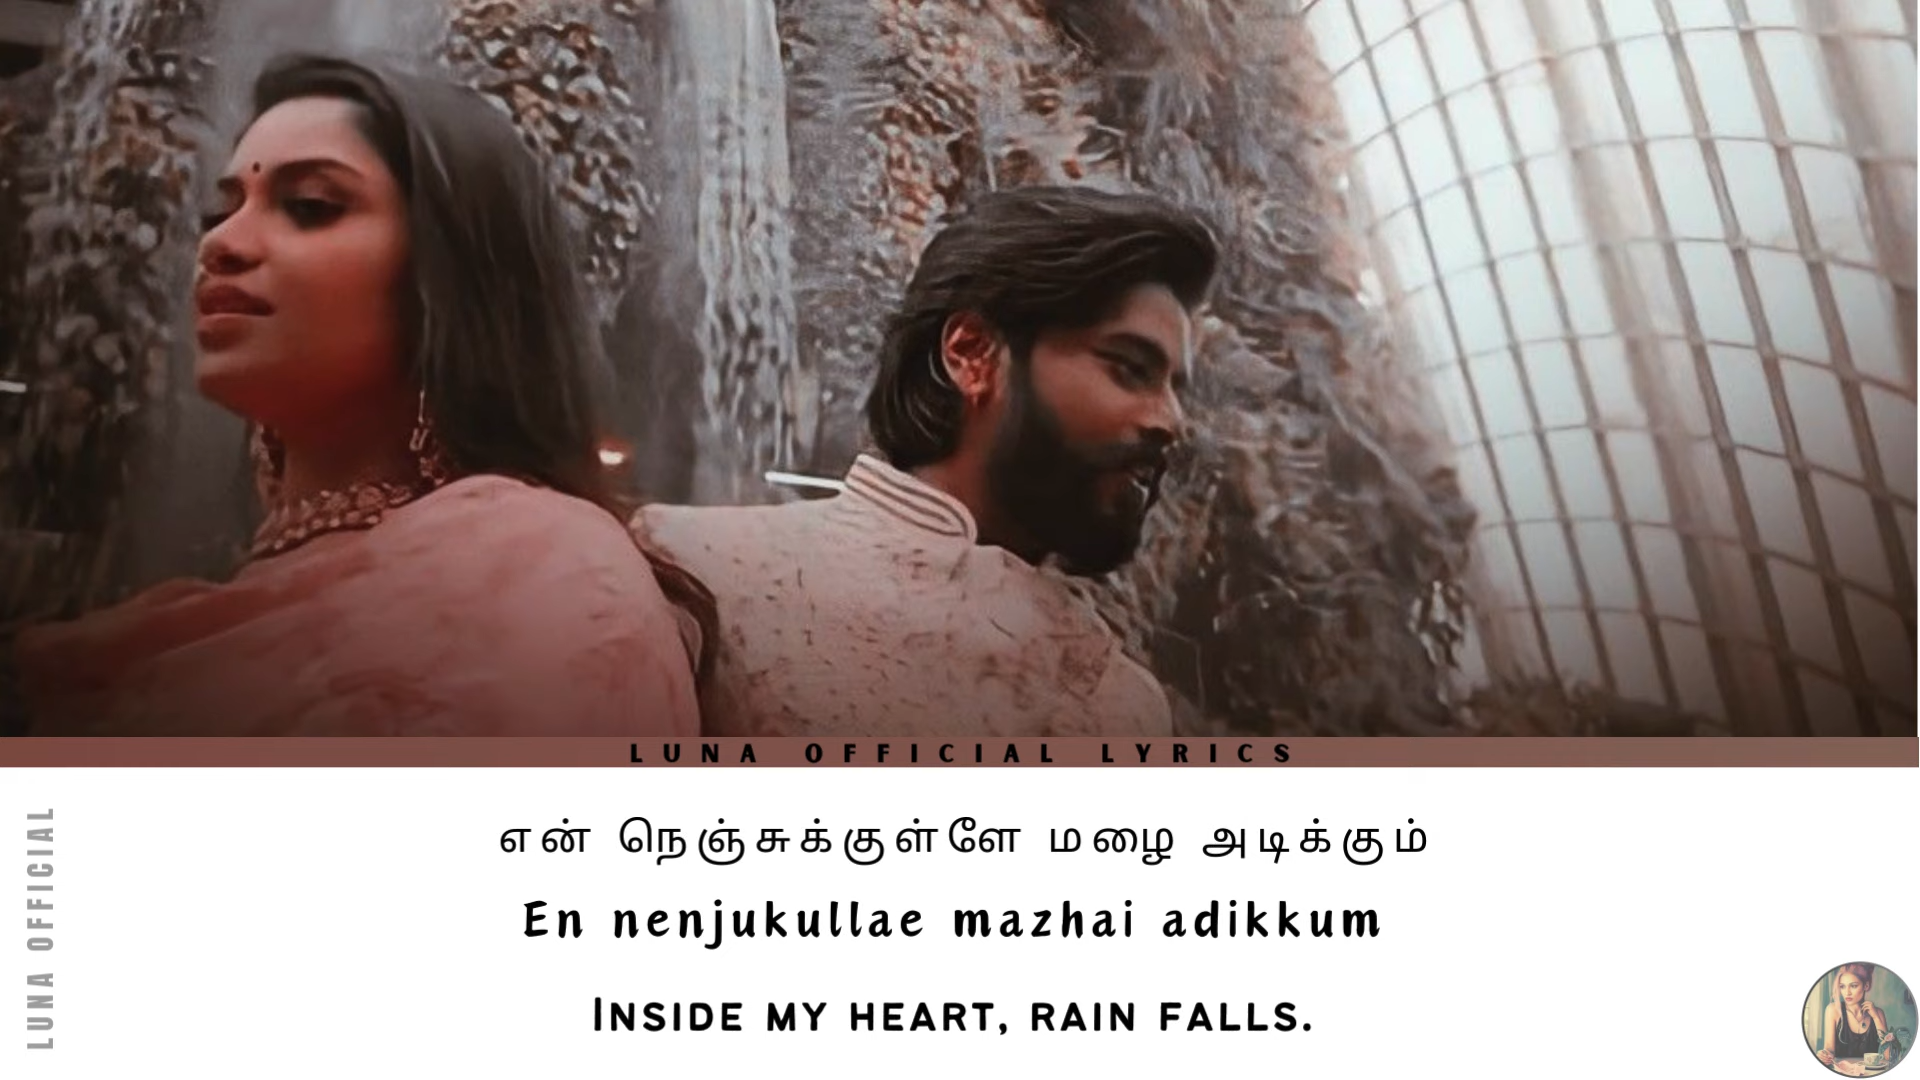 LUNA OFFICIAL LYRICS
என் நெஞ்சுக்குள்ளே மழை அடிக்கும்
En nenjukullae mazhai adikkum
INSIDE MY HEART, RAIN FALLS.
LUNA OFFICIAL